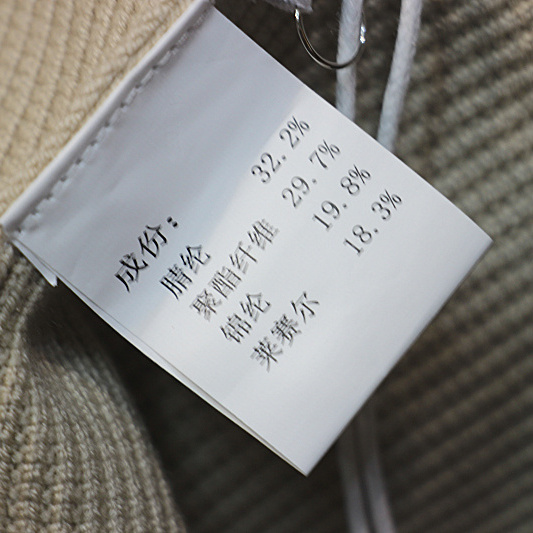 成份：
腈纶 32.2%
聚酯纤维 29.7%
锦纶 19.8%
莱赛尔 18.3%